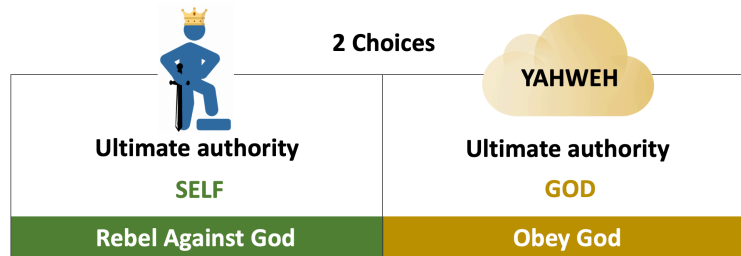 2 Choices
YAHWEH
Ultimate authority
SELF
Rebel Against God
Ultimate authority
GOD
Obey God